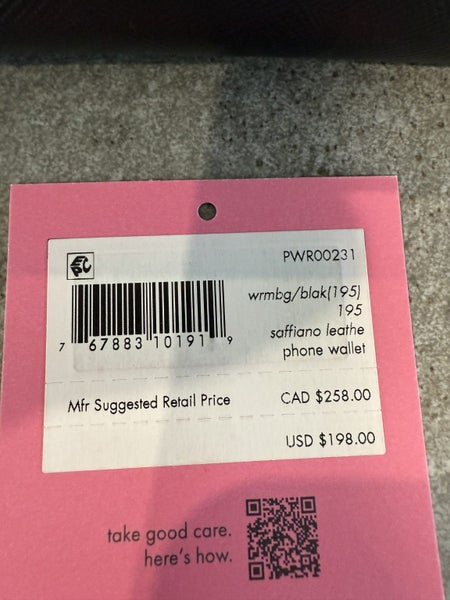 PWR00231
wrmbg/blak(195)
195
saffiano leathe
phone wallet
7 67883 10191 9
Mfr Suggested Retail Price CAD $258.00
USD $198.00
take good care.
here's how.